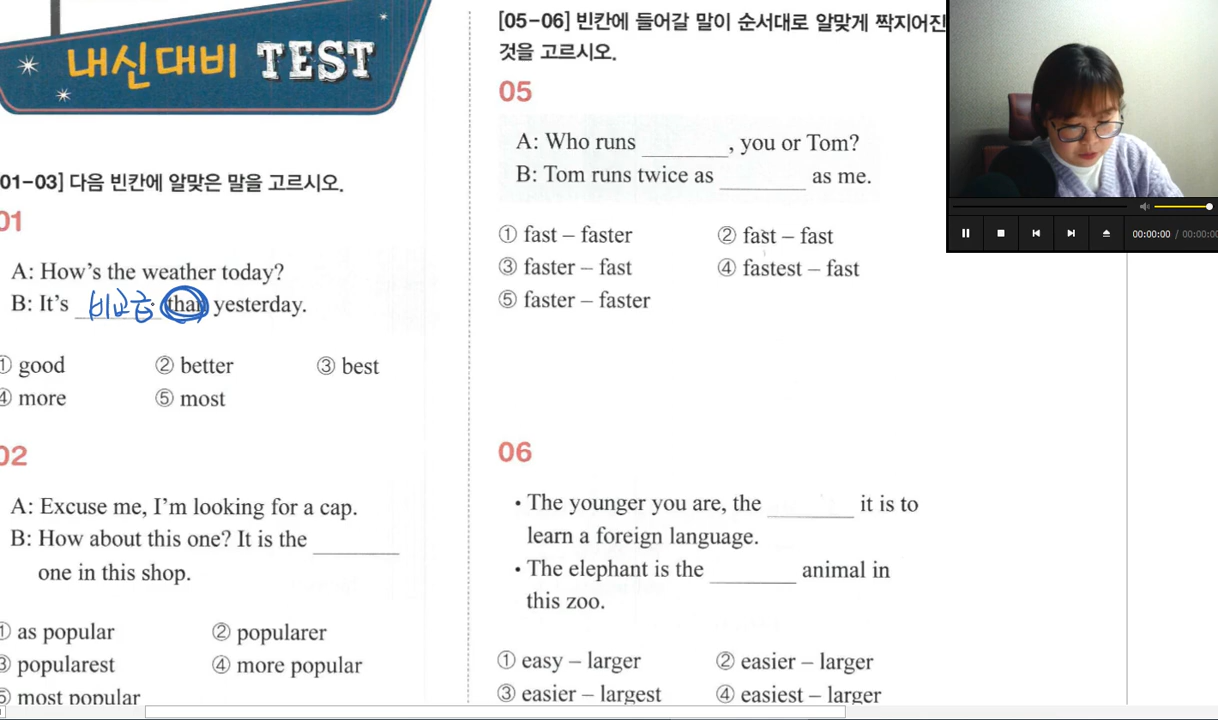 내신대비 TEST
01-03] 다음 빈칸에 알맞은 말을 고르시오.
01
A: How's the weather today?
B: It's 비교급 than yesterday.
① good ② better ③ best
④ more ⑤ most
02
A: Excuse me, I'm looking for a cap.
B: How about this one? It is the ________
one in this shop.
① as popular ② popularer
③ popularest ④ more popular
⑤ most popular
[05-06] 빈칸에 들어갈 말이 순서대로 알맞게 짝지어진
것을 고르시오.
05
A: Who runs ________, you or Tom?
B: Tom runs twice as ________ as me.
① fast – faster ② fast – fast
③ faster – fast ④ fastest – fast
⑤ faster – faster
06
• The younger you are, the ________ it is to
learn a foreign language.
• The elephant is the ________ animal in
this zoo.
① easy – larger ② easier – larger
③ easier – largest ④ easiest – larger
00:00:00 / 00:00:00